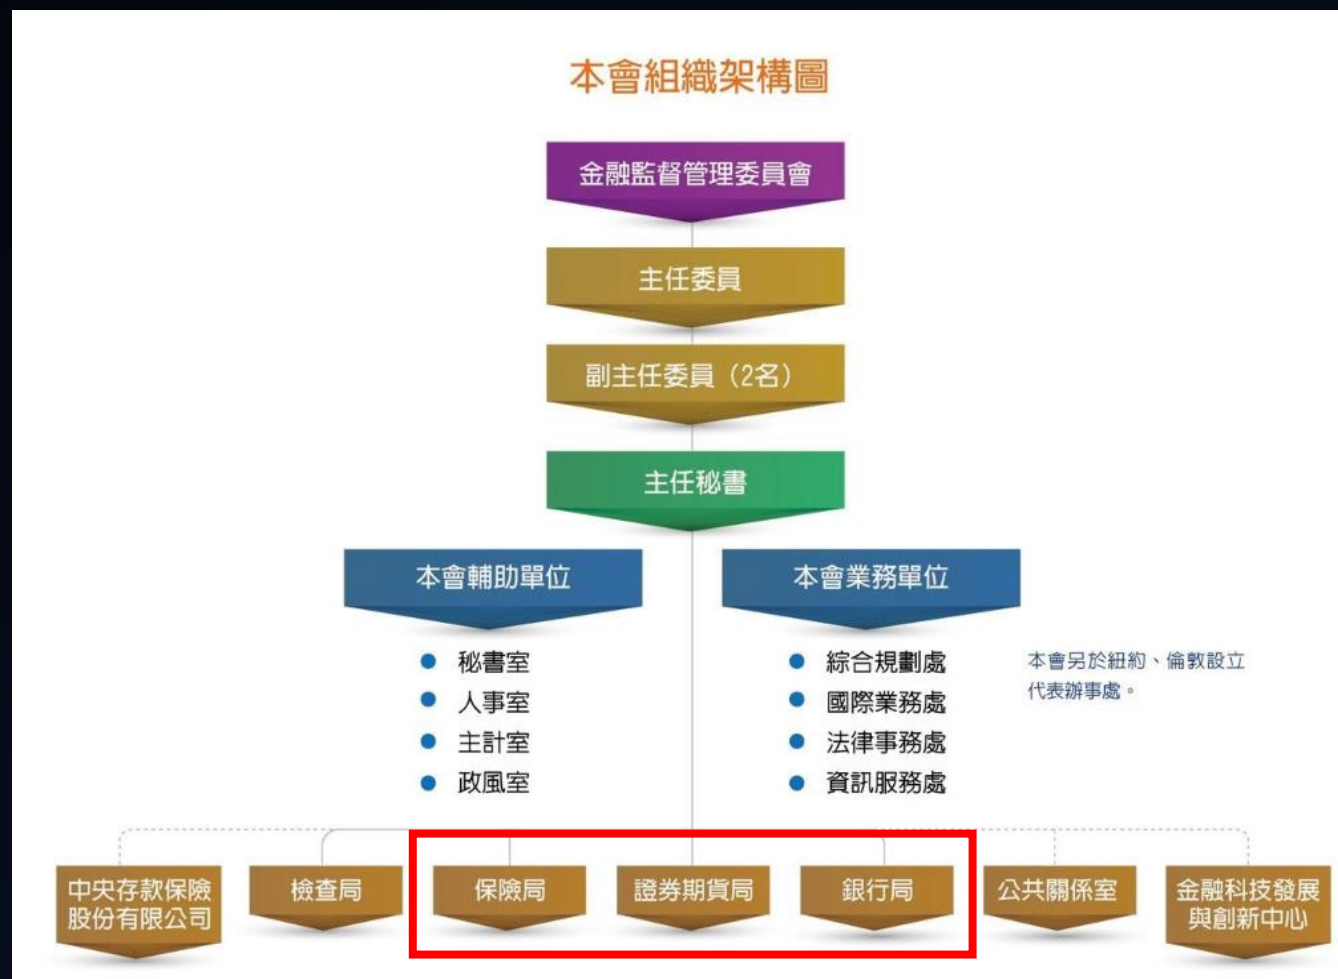 本會組織架構圖
金融監督管理委員會
主任委員
副主任委員（2名）
主任秘書
本會輔助單位
秘書室
人事室
主計室
政風室
本會業務單位
綜合規劃處
國際業務處
法律事務處
資訊服務處
本會另於紐約、倫敦設立
代表辦事處。
中央存款保險
股份有限公司
檢查局
保險局
證券期貨局
銀行局
公共關係室
金融科技發展
與創新中心